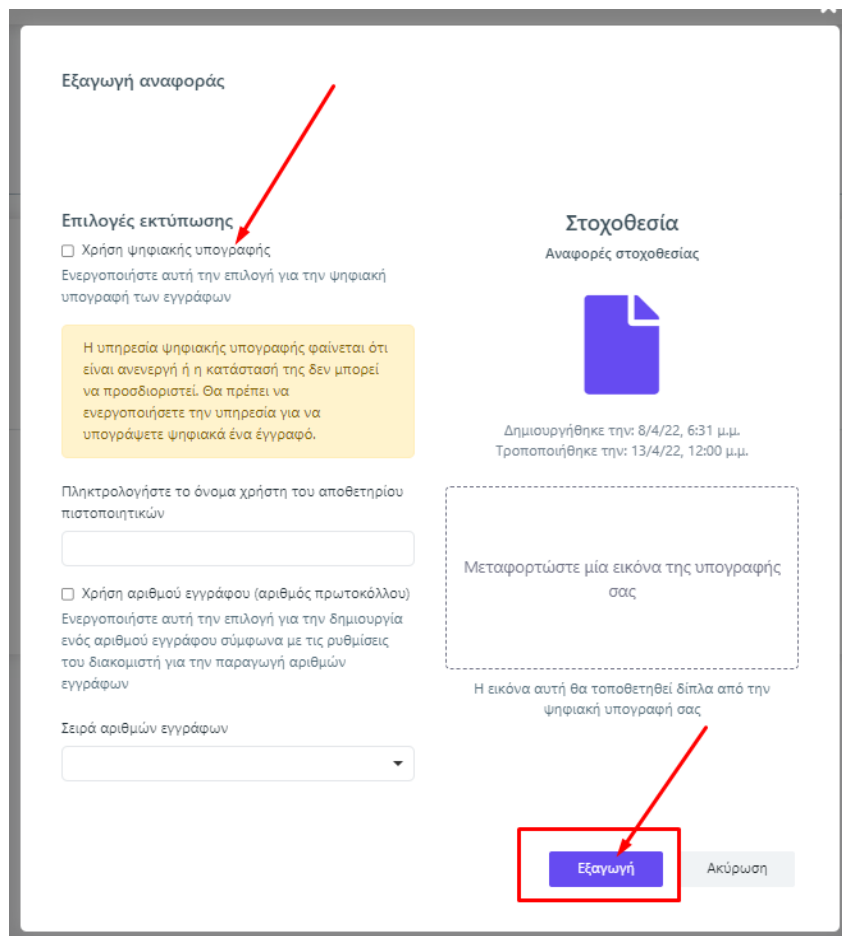 Εξαγωγή αναφοράς
Επιλογές εκτύπωσης
Χρήση ψηφιακής υπογραφής
Ενεργοποιήστε αυτή την επιλογή για την ψηφιακή
υπογραφή των εγγράφων
Η υπηρεσία ψηφιακής υπογραφής φαίνεται ότι
είναι ανενεργή ή η κατάστασή της δεν μπορεί
να προσδιοριστεί. Θα πρέπει να
ενεργοποιήσετε την υπηρεσία για να
υπογράψετε ψηφιακά ένα έγγραφό.
Πληκτρολογήστε το όνομα χρήστη του αποθετηρίου
πιστοποιητικών
Χρήση αριθμού εγγράφου (αριθμός πρωτοκόλλου)
Ενεργοποιήστε αυτή την επιλογή για την δημιουργία
ενός αριθμού εγγράφου σύμφωνα με τις ρυθμίσεις
του διακομιστή για την παραγωγή αριθμών
εγγράφων
Σειρά αριθμών εγγράφων
Στοχοθεσία
Αναφορές στοχοθεσίας
Δημιουργήθηκε την: 8/4/22, 6:31 μ.μ.
Τροποποιήθηκε την: 13/4/22, 12:00 μ.μ.
Μεταφορτώστε μία εικόνα της υπογραφής
σας
Η εικόνα αυτή θα τοποθετηθεί δίπλα από την
ψηφιακή υπογραφή σας
Εξαγωγή
Ακύρωση